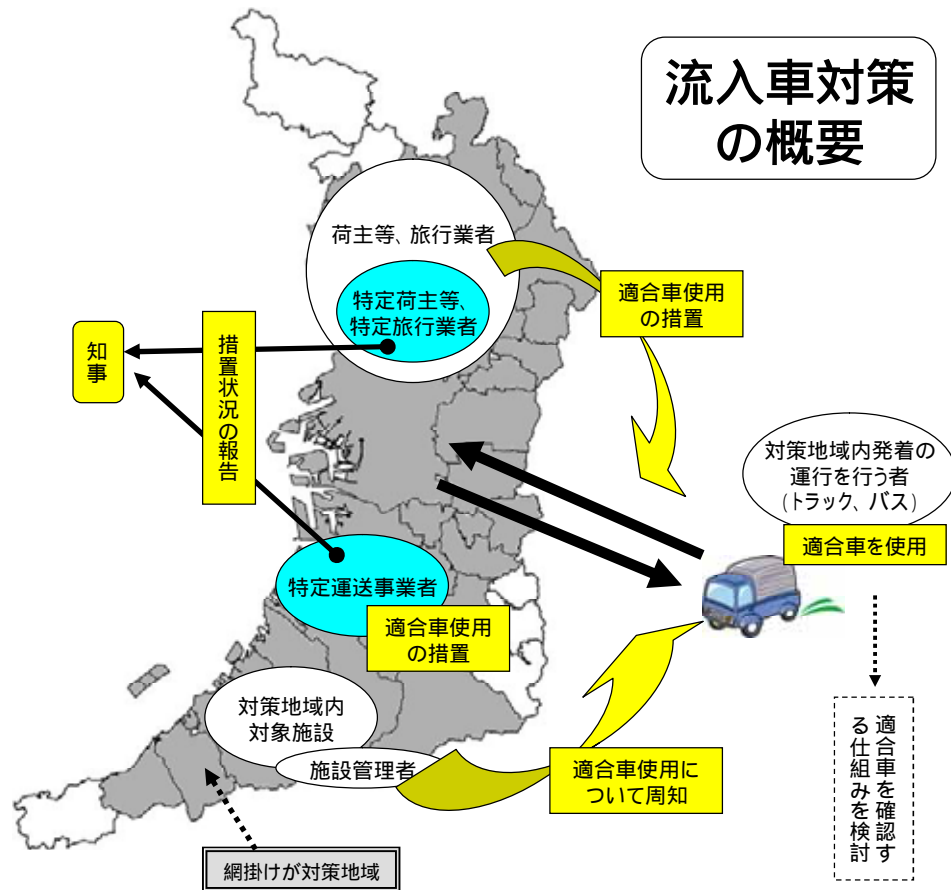 流入車対策
の概要
荷主等、旅行業者
特定荷主等、
特定旅行業者
適合車使用
の措置
知事
措置状況の報告
対策地域内発着の
運行を行う者
(トラック、バス)
適合車を使用
特定運送事業者
適合車使用
の措置
対策地域内
対象施設
施設管理者
適合車使用に
ついて周知
適合車を確認す
る仕組みを検討
網掛けが対策地域